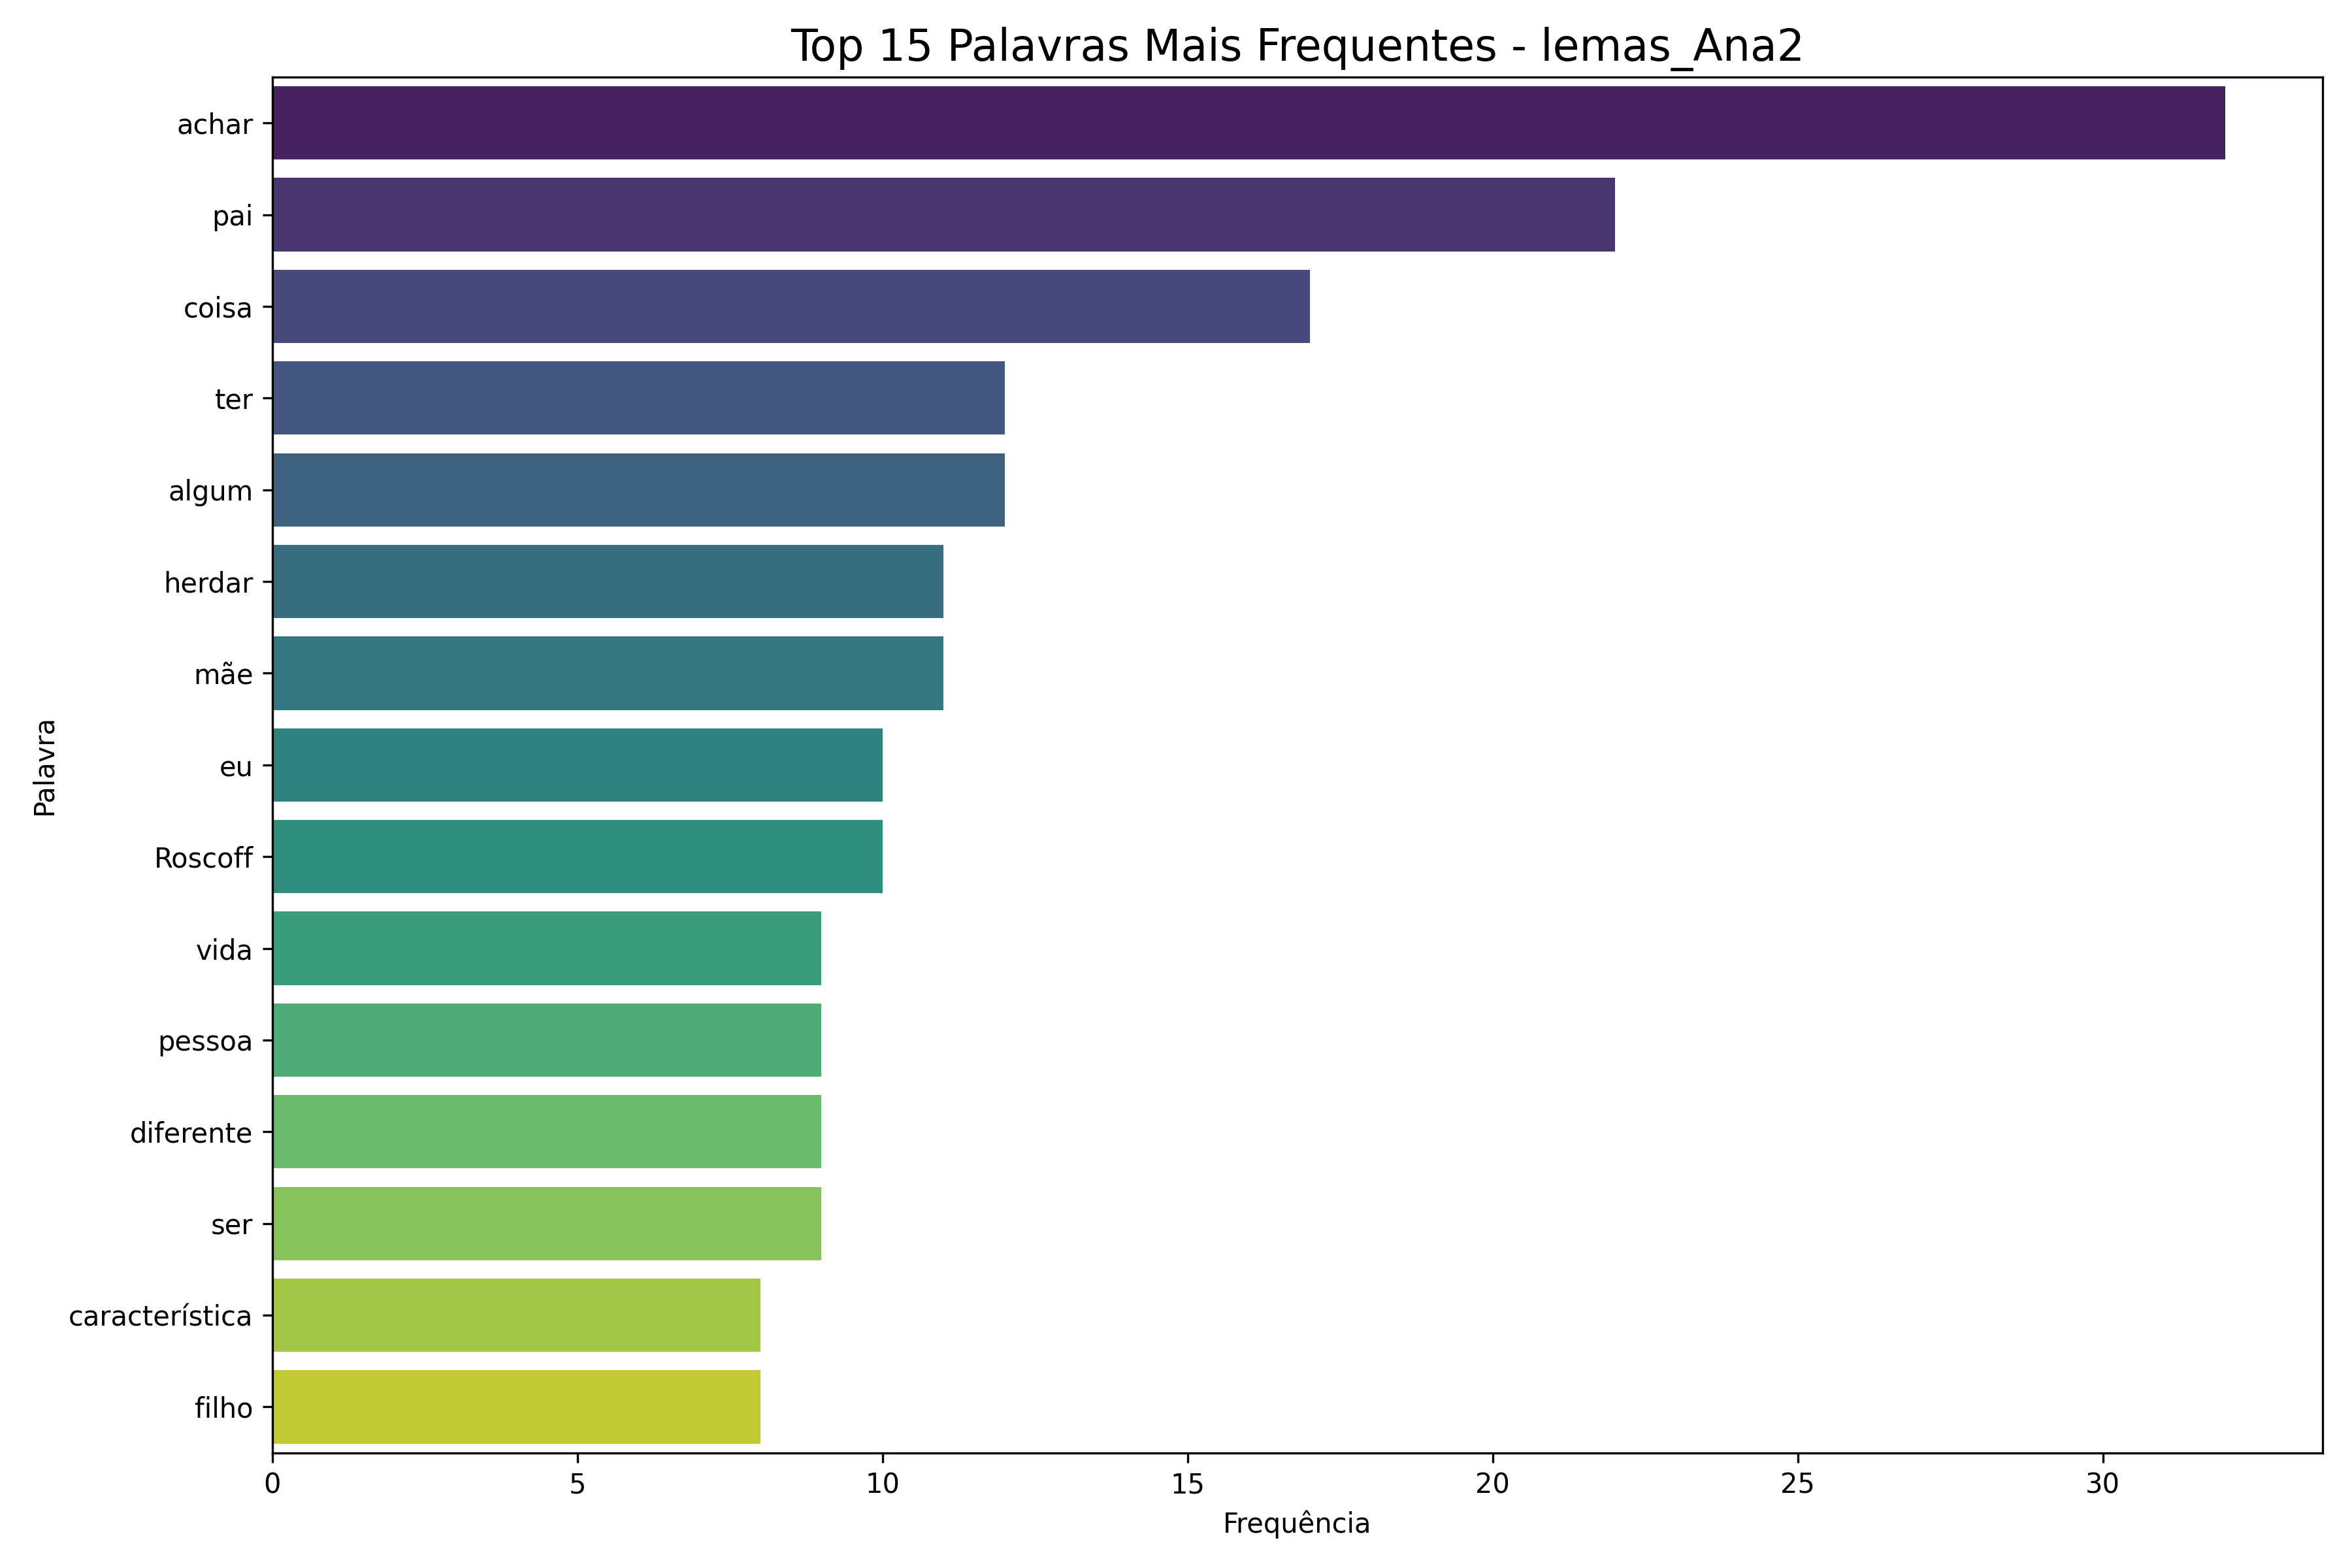 Top 15 Palavras Mais Frequentes - lemas_Ana2
achar
pai
coisa
ter
algum
herdar
mãe
eu
Roscoff
vida
pessoa
diferente
ser
característica
filho
Palavra
0 5 10 15 20 25 30
Frequência